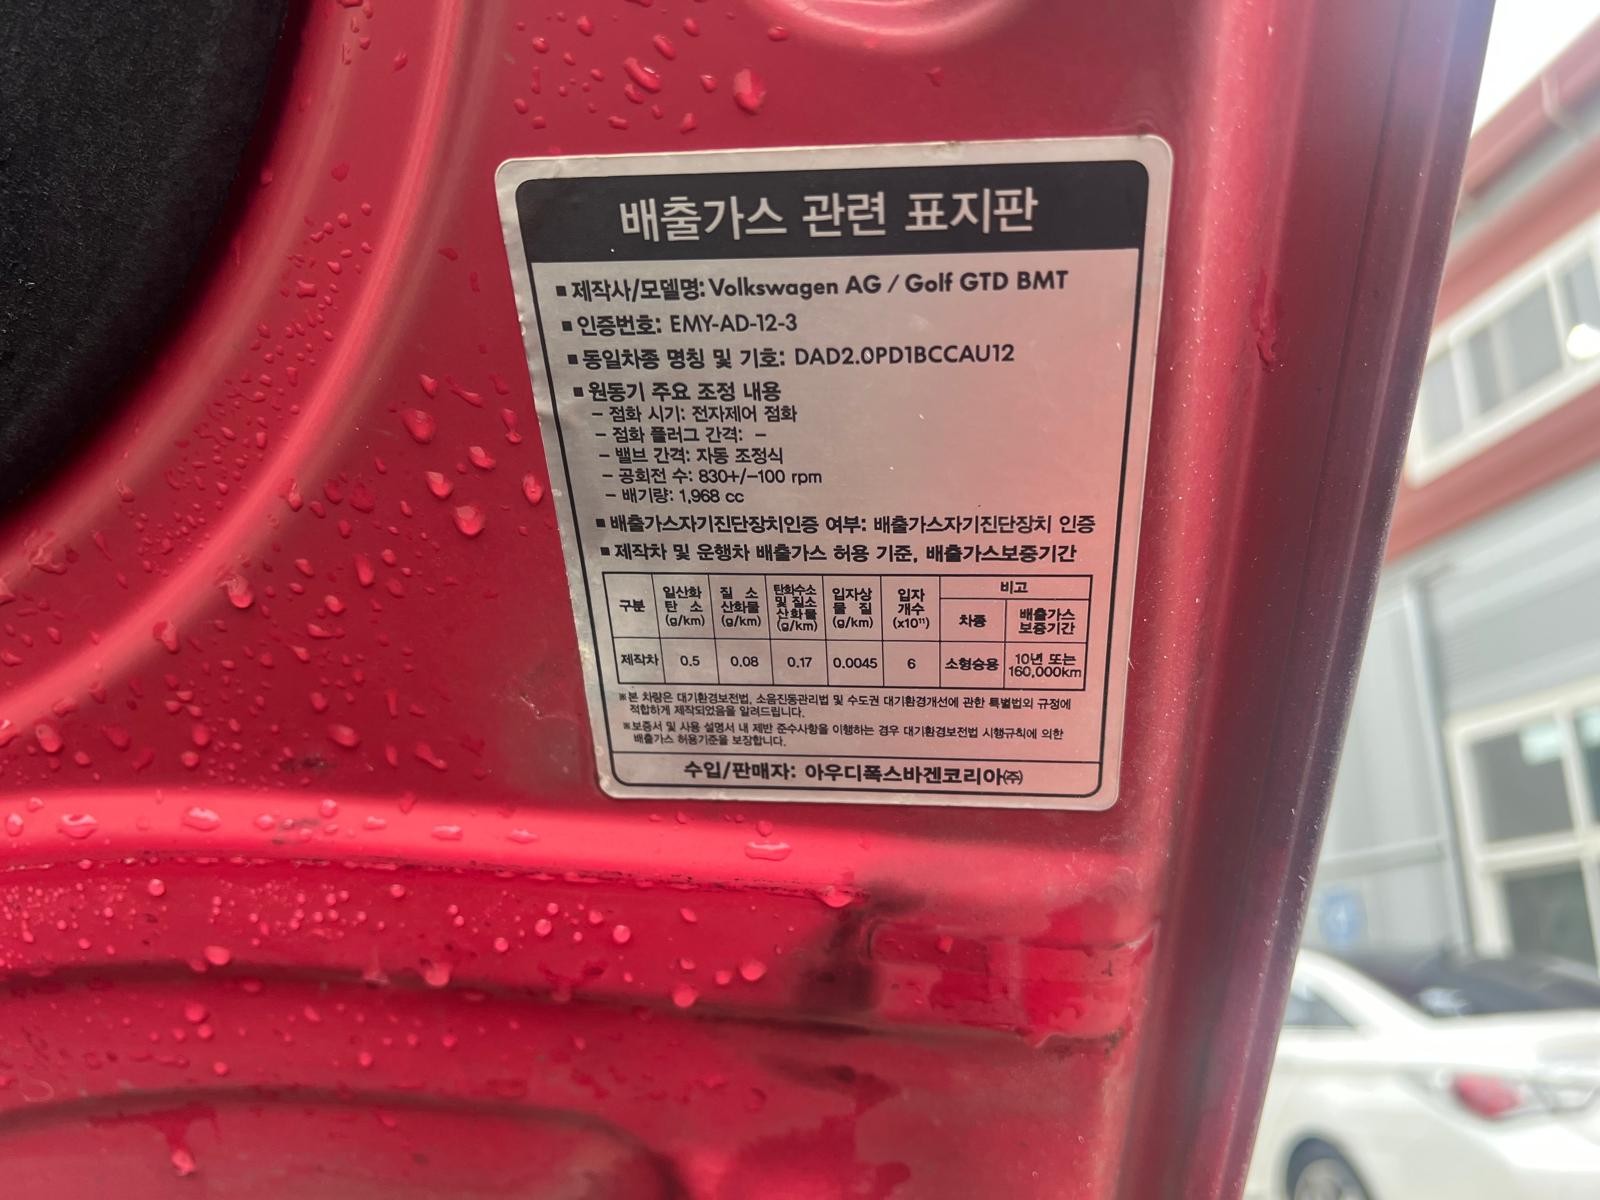 배출가스 관련 표지판
▪ 제작사/모델명: Volkswagen AG / Golf GTD BMT
▪ 인증번호: EMY-AD-12-3
▪ 동일차종 명칭 및 기호: DAD2.0PD1BCCAU12
▪ 원동기 주요 조정 내용
– 점화 시기: 전자제어 점화
– 점화 플러그 간격: –
– 밸브 간격: 자동 조정식
– 공회전 수: 830+/–100 rpm
– 배기량: 1,968 cc
▪ 배출가스자기진단장치인증 여부: 배출가스자기진단장치 인증
▪ 제작차 및 운행차 배출가스 허용 기준, 배출가스보증기간
구분 일산화 탄 소 (g/km) 질 소 산화물 (g/km) 탄화수소 및 질소 산화물 (g/km) 입자상 물 질 (g/km) 입자 개수 (x10¹¹) 비고
차종 배출가스 보증기간
제작차 0.5 0.08 0.17 0.0045 6 소형승용 10년 또는 160,000km
※본 차량은 대기환경보전법, 소음진동관리법 및 수도권 대기환경개선에 관한 특별법의 규정에
적합하게 제작되었음을 알려드립니다.
※보증서 및 사용 설명서 내 제반 준수사항을 이행하는 경우 대기환경보전법 시행규칙에 의한
배출가스 허용기준을 보장합니다.
수입/판매자: 아우디폭스바겐코리아㈜